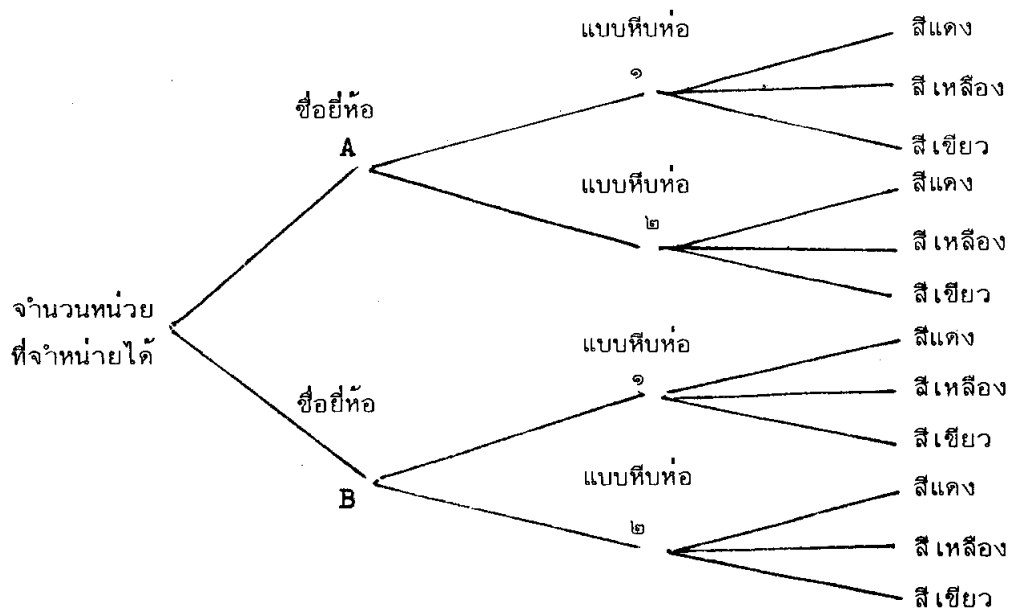 แบบหีบห่อ
๑
สีแดง
สีเหลือง
สีเขียว
ชื่อยี่ห้อ
A
แบบหีบห่อ
๒
สีแดง
สีเหลือง
สีเขียว
จำนวนหน่วย
ที่จำหน่ายได้
แบบหีบห่อ
๑
สีแดง
สีเหลือง
สีเขียว
ชื่อยี่ห้อ
B
แบบหีบห่อ
๒
สีแดง
สีเหลือง
สีเขียว